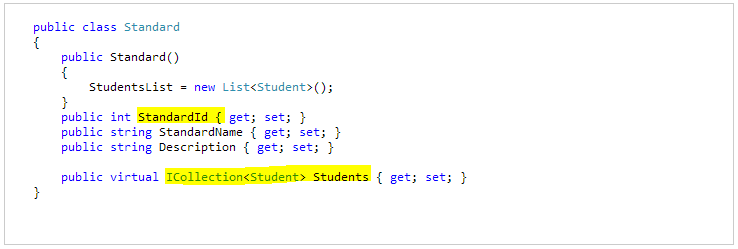 public class Standard
{
public Standard()
{
StudentsList = new List<Student>();
}
public int StandardId { get; set; }
public string StandardName { get; set; }
public string Description { get; set; }
public virtual ICollection<Student> Students { get; set; }
}